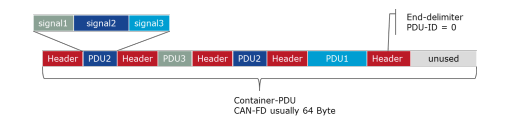 signal1 signal2 signal3
End-delimiter
PDU-ID = 0
Header PDU2 Header PDU3 Header PDU2 Header PDU1 Header unused
Container-PDU
CAN-FD usually 64 Byte